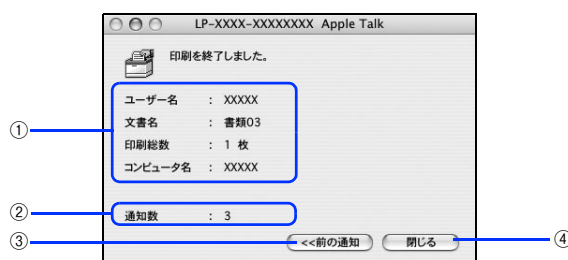 LP-XXXX-XXXXXXXX Apple Talk
印刷を終了しました。
① ユーザー名 : XXXXX
文書名 : 書類03
印刷総数 : 1 枚
コンピュータ名 : XXXXX
② 通知数 : 3
③ <<前の通知 閉じる ④